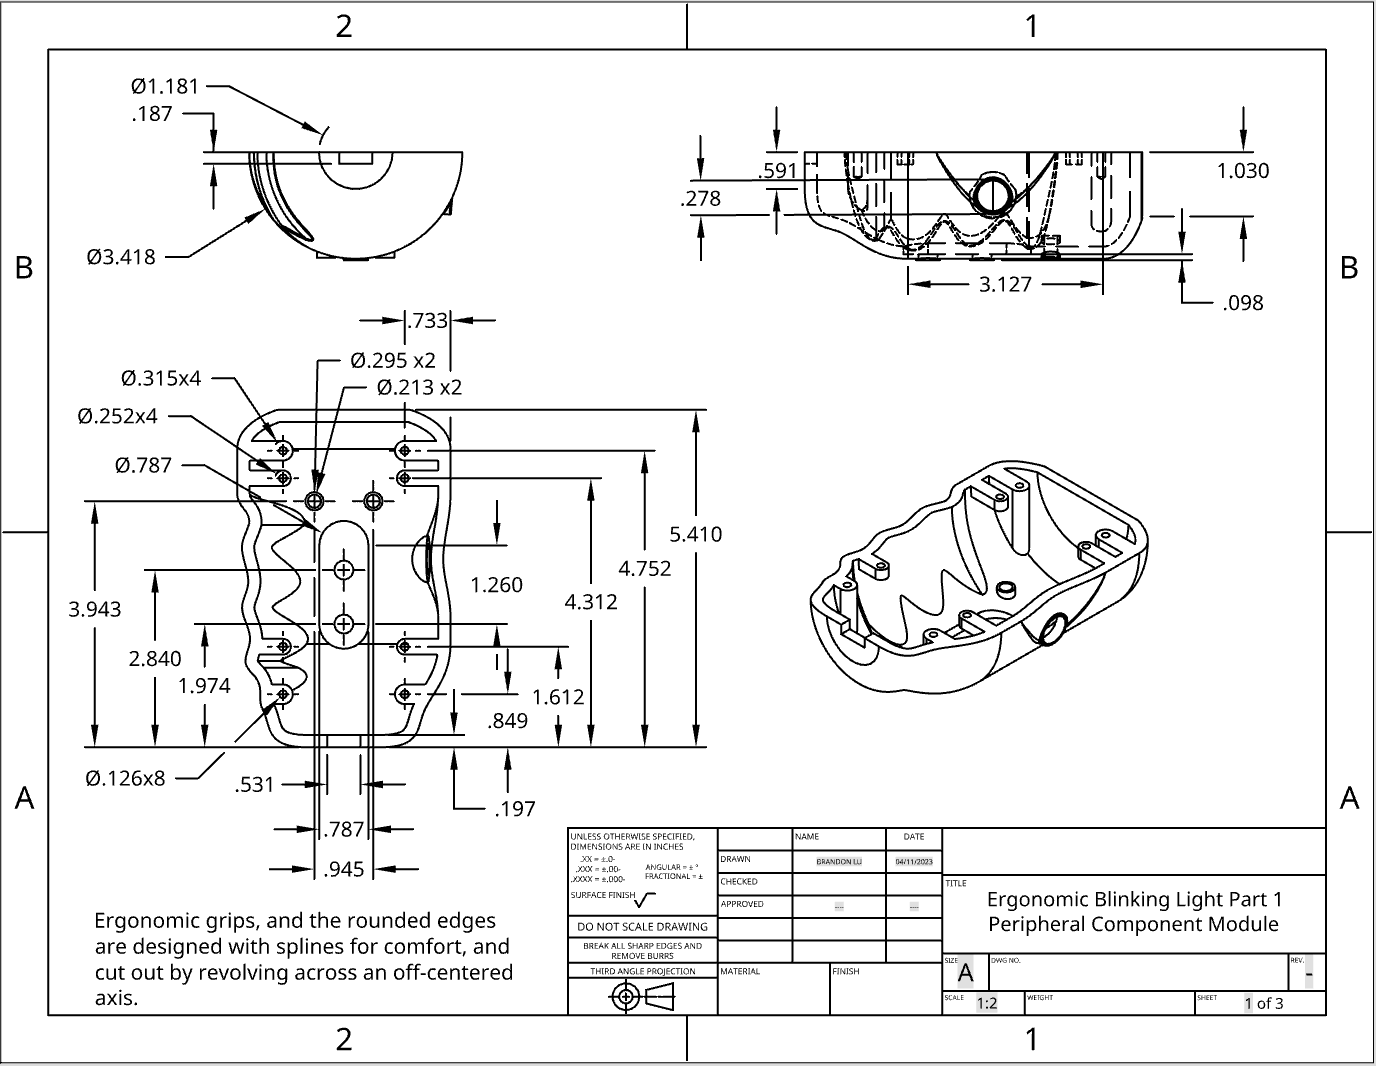 2
1
Ø1.181
.187
Ø3.418
.591
.278
1.030
3.127
.098
B
B
.733
Ø.295 x2
Ø.213 x2
Ø.315x4
Ø.252x4
Ø.787
5.410
4.752
4.312
1.260
3.943
2.840
1.974
1.612
.849
Ø.126x8
.531
.197
.787
.945
A
A
Ergonomic grips, and the rounded edges
are designed with splines for comfort, and
cut out by revolving across an off-centered
axis.
UNLESS OTHERWISE SPECIFIED,
DIMENSIONS ARE IN INCHES
.XX = ±.0-
.XXX = ±.00-
.XXXX = ±.000-
ANGULAR = ± °
FRACTIONAL = ±
SURFACE FINISH
DO NOT SCALE DRAWING
BREAK ALL SHARP EDGES AND
REMOVE BURRS
THIRD ANGLE PROJECTION
NAME
DATE
DRAWN
BRANDON LU
04/11/2023
CHECKED
APPROVED
MATERIAL
FINISH
TITLE
Ergonomic Blinking Light Part 1
Peripheral Component Module
SIZE
A
DWG NO.
REV.
-
SCALE
1:2
WEIGHT
SHEET
1 of 3
2
1